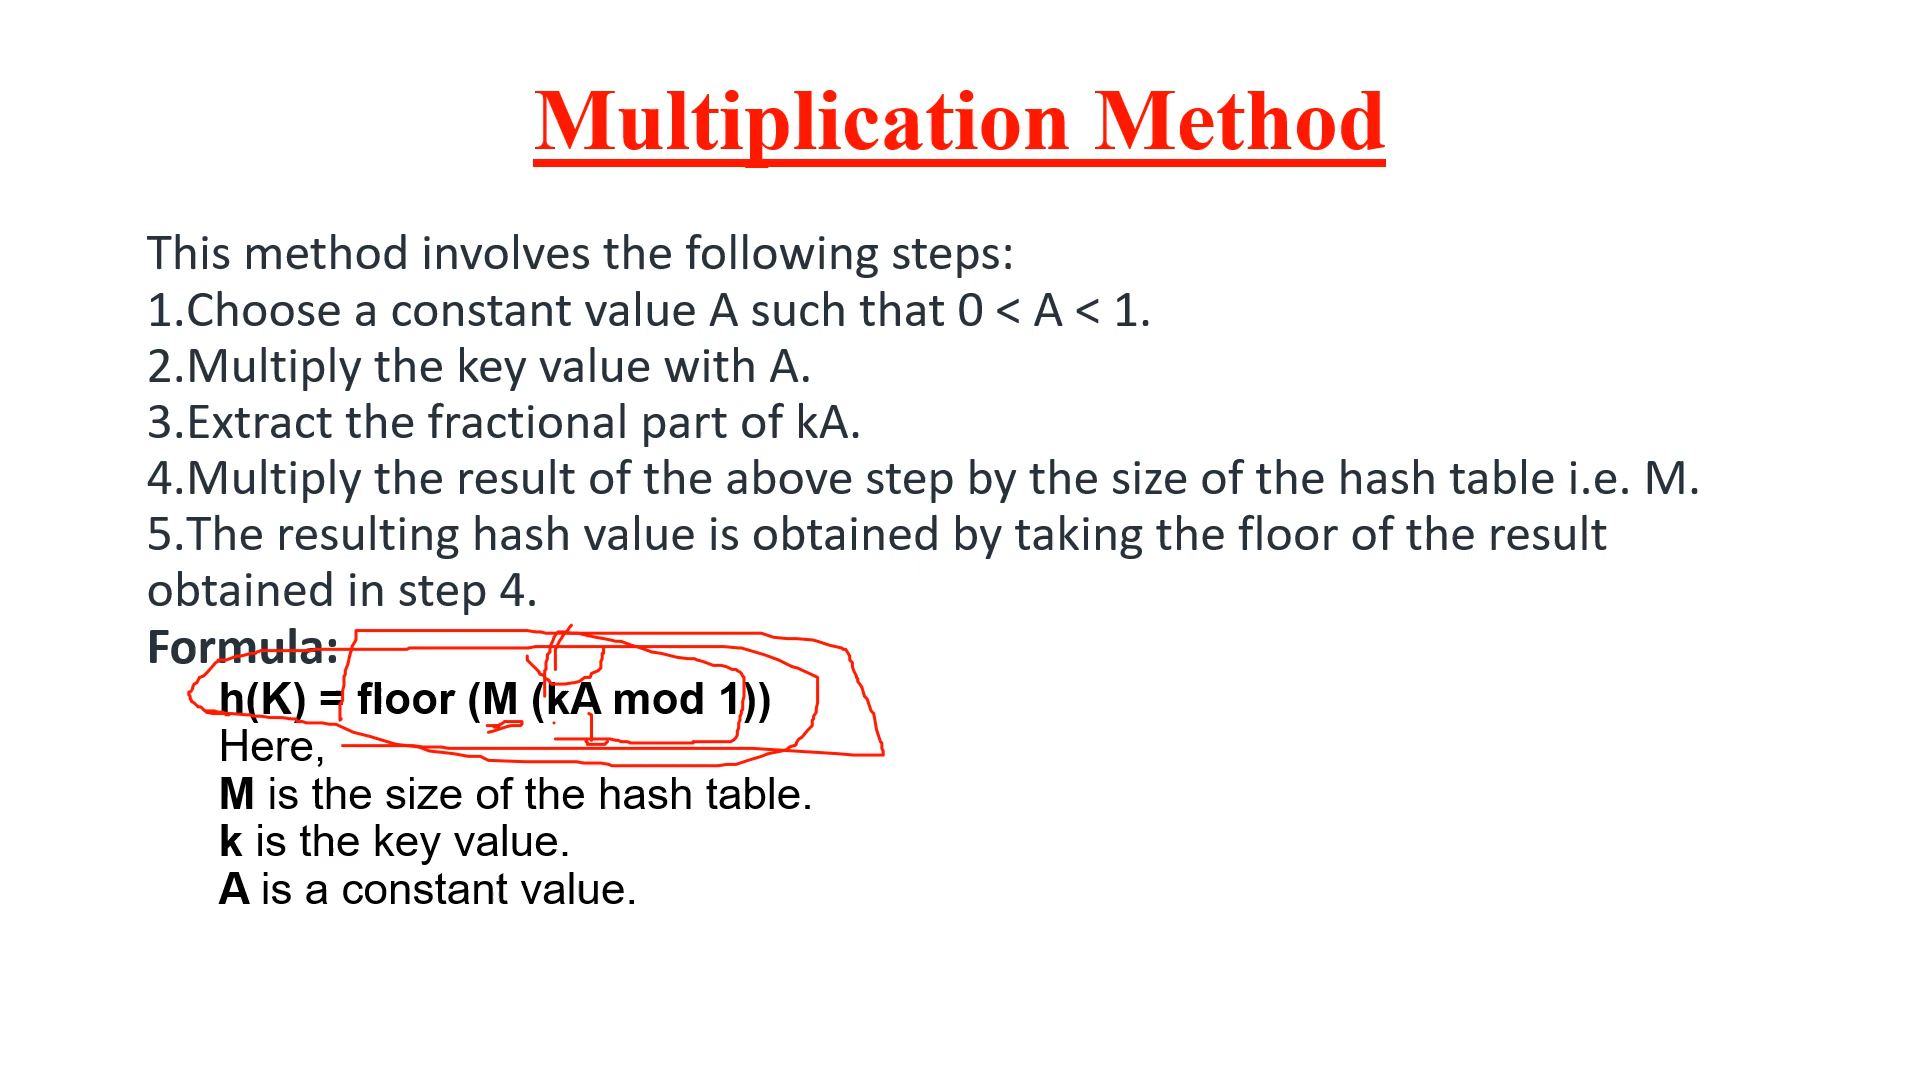 Multiplication Method
This method involves the following steps:
1.Choose a constant value A such that 0 < A < 1.
2.Multiply the key value with A.
3.Extract the fractional part of kA.
4.Multiply the result of the above step by the size of the hash table i.e. M.
5.The resulting hash value is obtained by taking the floor of the result
obtained in step 4.
Formula:
h(K) = floor (M (kA mod 1))
Here,
M is the size of the hash table.
k is the key value.
A is a constant value.